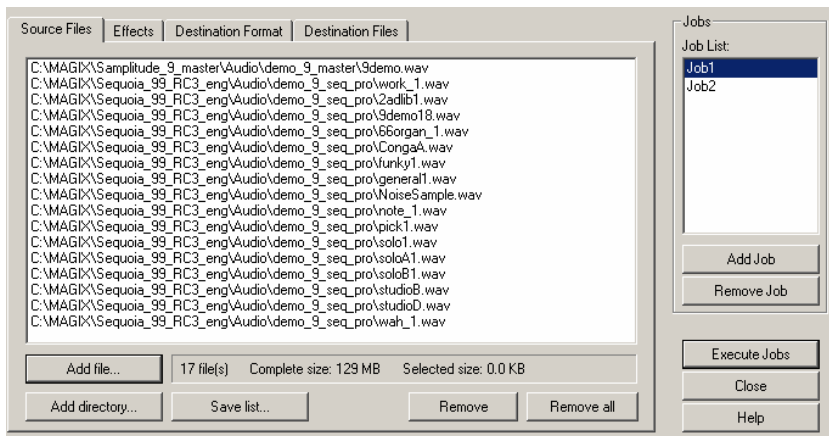 Source Files
Effects
Destination Format
Destination Files
C:\MAGIX\Samplitude_9_master\Audio\demo_9_master\9demo.wav
C:\MAGIX\Sequoia_99_RC3_eng\Audio\demo_9_seq_pro\work_1.wav
C:\MAGIX\Sequoia_99_RC3_eng\Audio\demo_9_seq_pro\2adlib1.wav
C:\MAGIX\Sequoia_99_RC3_eng\Audio\demo_9_seq_pro\9demo18.wav
C:\MAGIX\Sequoia_99_RC3_eng\Audio\demo_9_seq_pro\66organ_1.wav
C:\MAGIX\Sequoia_99_RC3_eng\Audio\demo_9_seq_pro\CongaA.wav
C:\MAGIX\Sequoia_99_RC3_eng\Audio\demo_9_seq_pro\funky1.wav
C:\MAGIX\Sequoia_99_RC3_eng\Audio\demo_9_seq_pro\general1.wav
C:\MAGIX\Sequoia_99_RC3_eng\Audio\demo_9_seq_pro\NoiseSample.wav
C:\MAGIX\Sequoia_99_RC3_eng\Audio\demo_9_seq_pro\note_1.wav
C:\MAGIX\Sequoia_99_RC3_eng\Audio\demo_9_seq_pro\pick1.wav
C:\MAGIX\Sequoia_99_RC3_eng\Audio\demo_9_seq_pro\solo1.wav
C:\MAGIX\Sequoia_99_RC3_eng\Audio\demo_9_seq_pro\soloA1.wav
C:\MAGIX\Sequoia_99_RC3_eng\Audio\demo_9_seq_pro\soloB1.wav
C:\MAGIX\Sequoia_99_RC3_eng\Audio\demo_9_seq_pro\studioB.wav
C:\MAGIX\Sequoia_99_RC3_eng\Audio\demo_9_seq_pro\studioD.wav
C:\MAGIX\Sequoia_99_RC3_eng\Audio\demo_9_seq_pro\wah_1.wav
Add file...
17 file(s) Complete size: 129 MB Selected size: 0.0 KB
Add directory...
Save list...
Remove
Remove all
Jobs
Job List:
Job1
Job2
Add Job
Remove Job
Execute Jobs
Close
Help